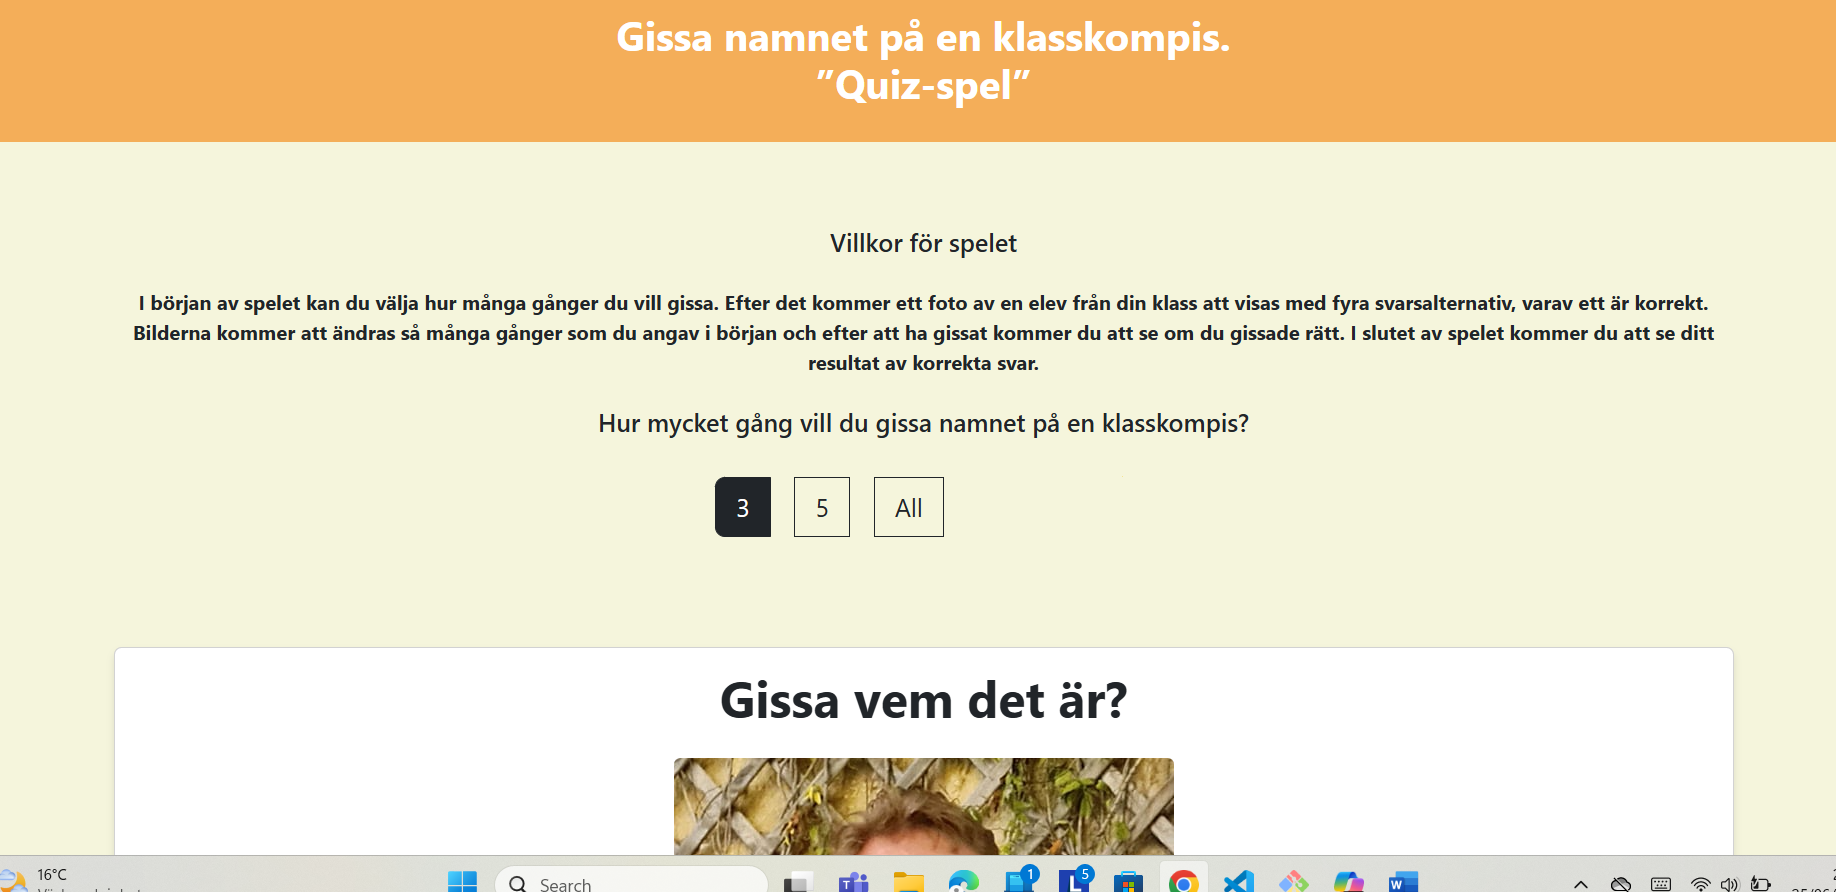 Gissa namnet på en klasskompis.
”Quiz-spel”
Villkor för spelet
I början av spelet kan du välja hur många gånger du vill gissa. Efter det kommer ett foto av en elev från din klass att visas med fyra svarsalternativ, varav ett är korrekt.
Bilderna kommer att ändras så många gånger som du angav i början och efter att ha gissat kommer du att se om du gissade rätt. I slutet av spelet kommer du att se ditt
resultat av korrekta svar.
Hur mycket gång vill du gissa namnet på en klasskompis?
3 5 All
Gissa vem det är?
16°C
Search
1
5